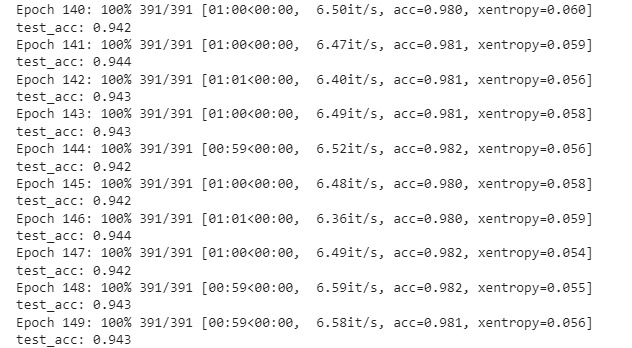 Epoch 140: 100% 391/391 [01:00<00:00,  6.50it/s, acc=0.980, xentropy=0.060]
test_acc: 0.942
Epoch 141: 100% 391/391 [01:00<00:00,  6.47it/s, acc=0.981, xentropy=0.059]
test_acc: 0.944
Epoch 142: 100% 391/391 [01:01<00:00,  6.40it/s, acc=0.981, xentropy=0.056]
test_acc: 0.943
Epoch 143: 100% 391/391 [01:00<00:00,  6.49it/s, acc=0.981, xentropy=0.058]
test_acc: 0.943
Epoch 144: 100% 391/391 [00:59<00:00,  6.52it/s, acc=0.982, xentropy=0.056]
test_acc: 0.942
Epoch 145: 100% 391/391 [01:00<00:00,  6.48it/s, acc=0.980, xentropy=0.058]
test_acc: 0.942
Epoch 146: 100% 391/391 [01:01<00:00,  6.36it/s, acc=0.980, xentropy=0.059]
test_acc: 0.944
Epoch 147: 100% 391/391 [01:00<00:00,  6.49it/s, acc=0.982, xentropy=0.054]
test_acc: 0.942
Epoch 148: 100% 391/391 [00:59<00:00,  6.59it/s, acc=0.982, xentropy=0.055]
test_acc: 0.943
Epoch 149: 100% 391/391 [00:59<00:00,  6.58it/s, acc=0.981, xentropy=0.056]
test_acc: 0.943